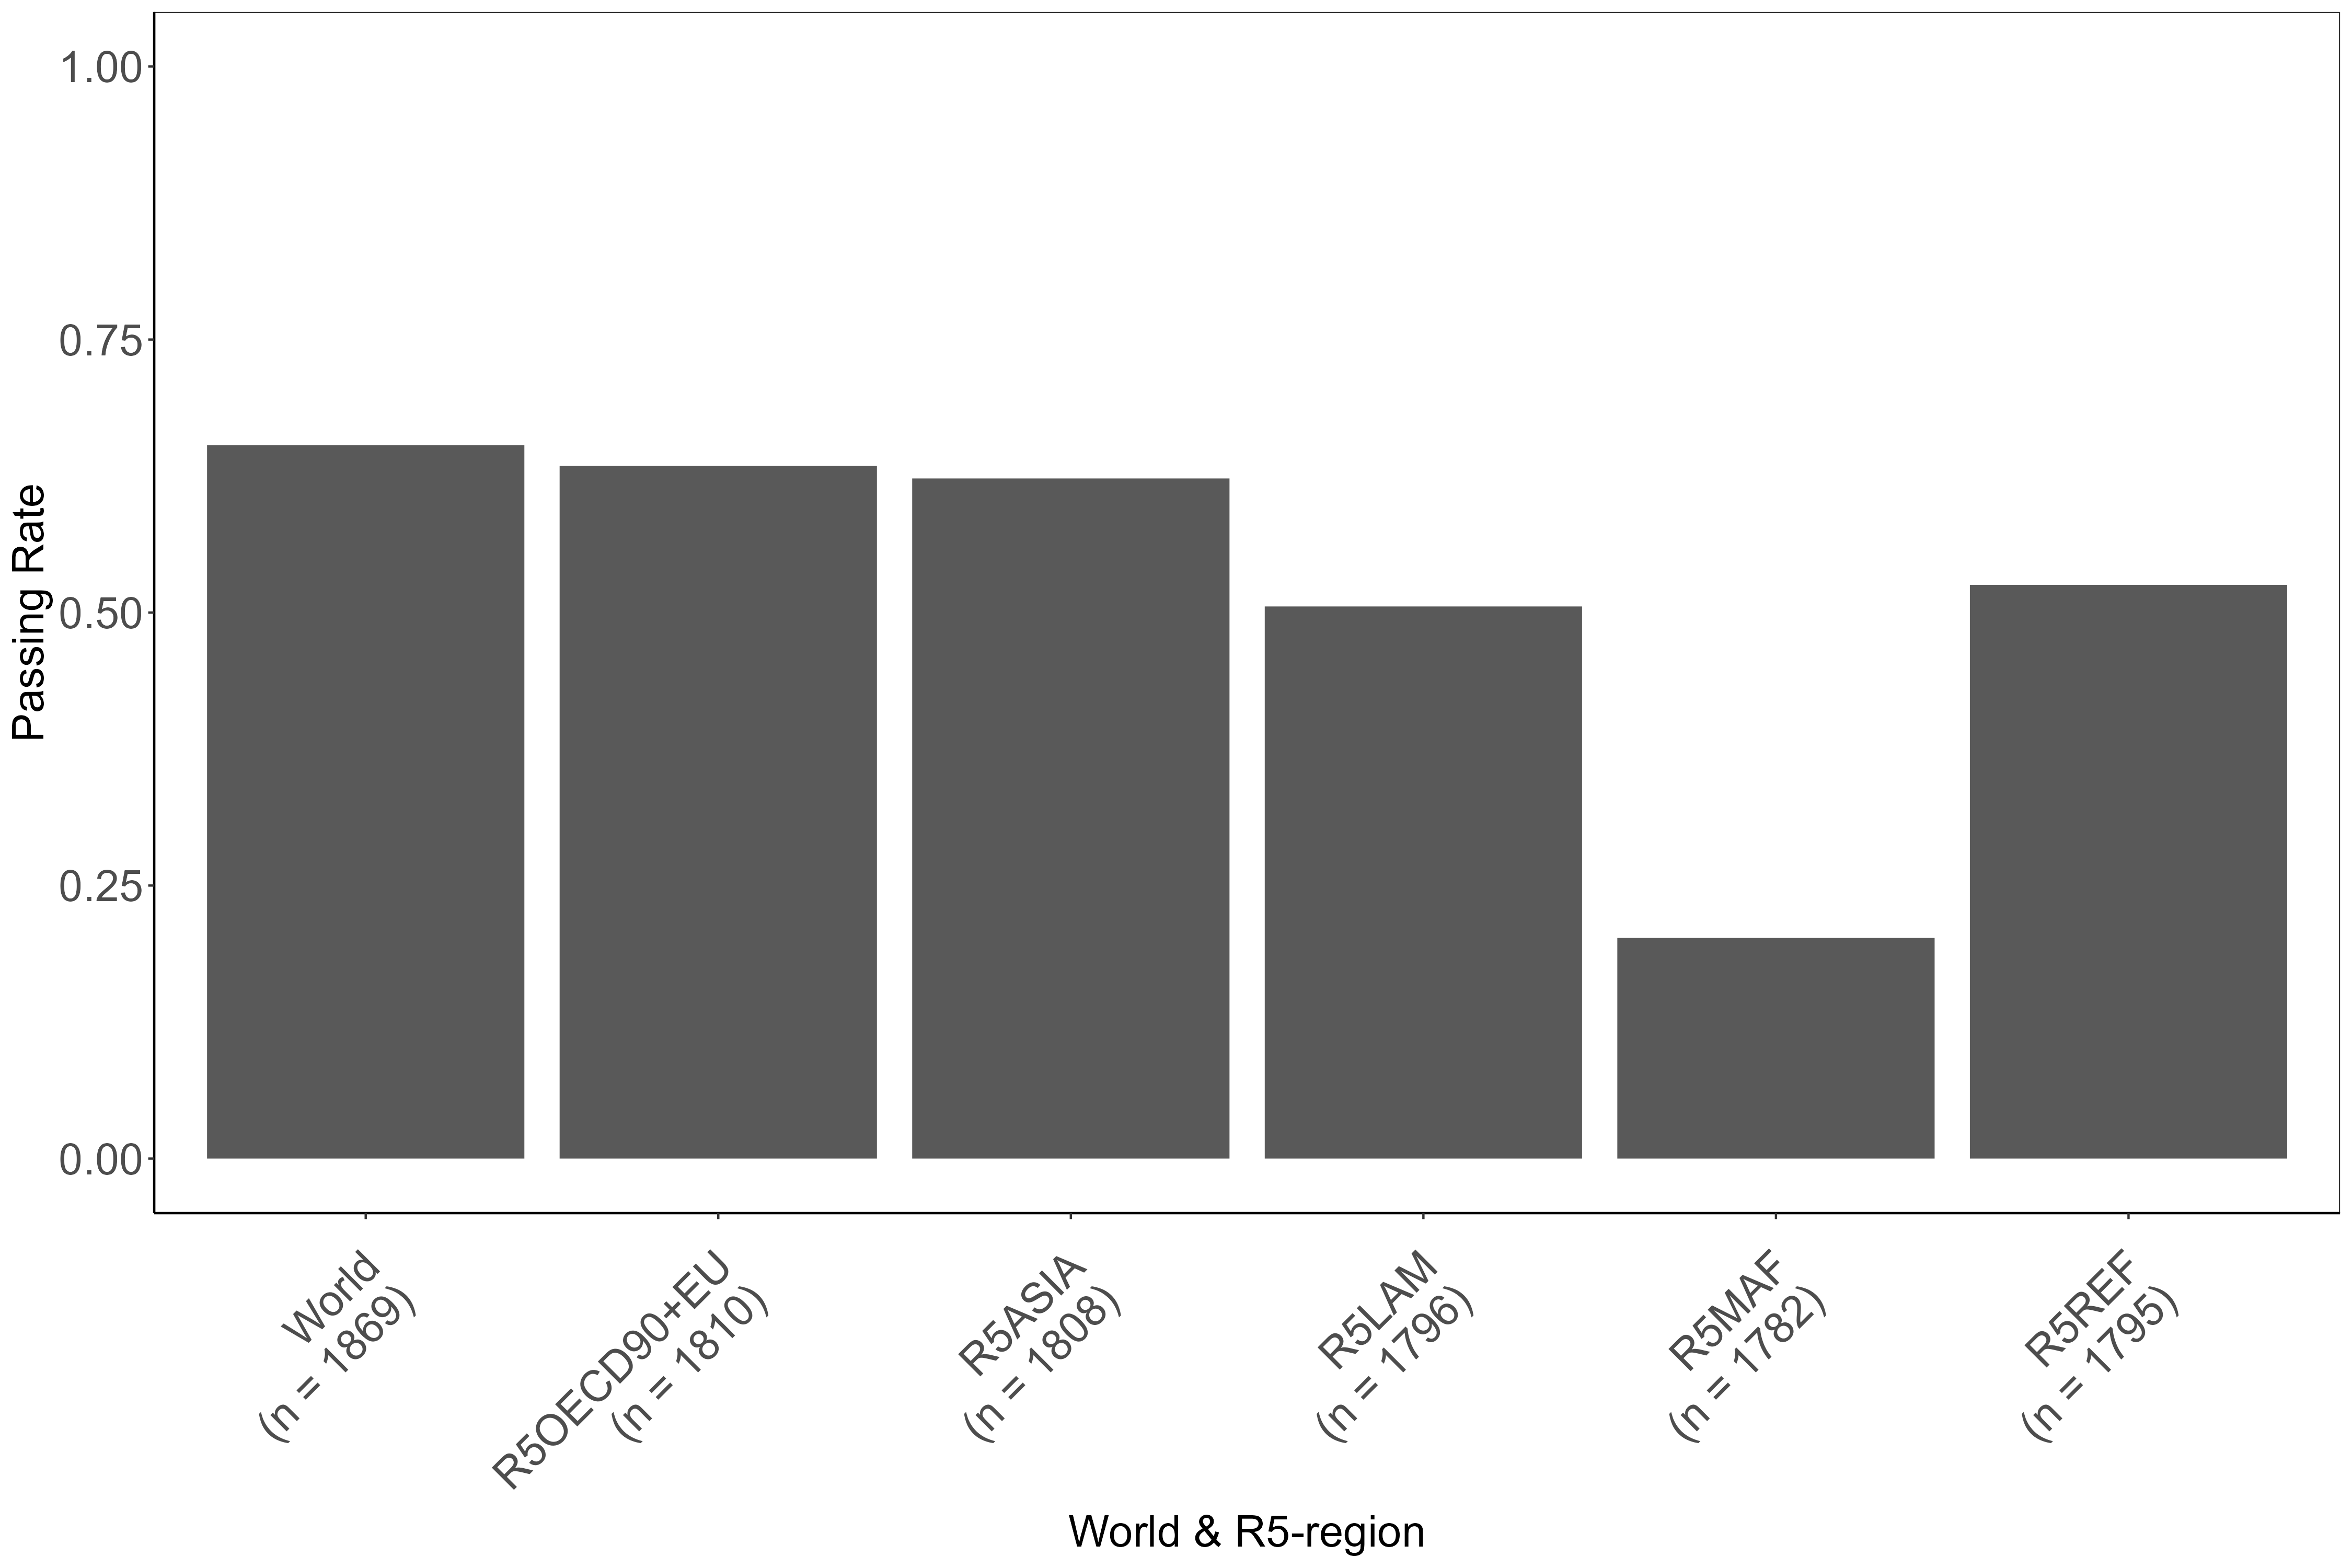 Passing Rate
1.00
0.75
0.50
0.25
0.00
World
(n = 1869)
R5OECD90+EU
(n = 1810)
R5ASIA
(n = 1808)
R5LAM
(n = 1796)
R5MAF
(n = 1782)
R5REF
(n = 1795)
World & R5-region